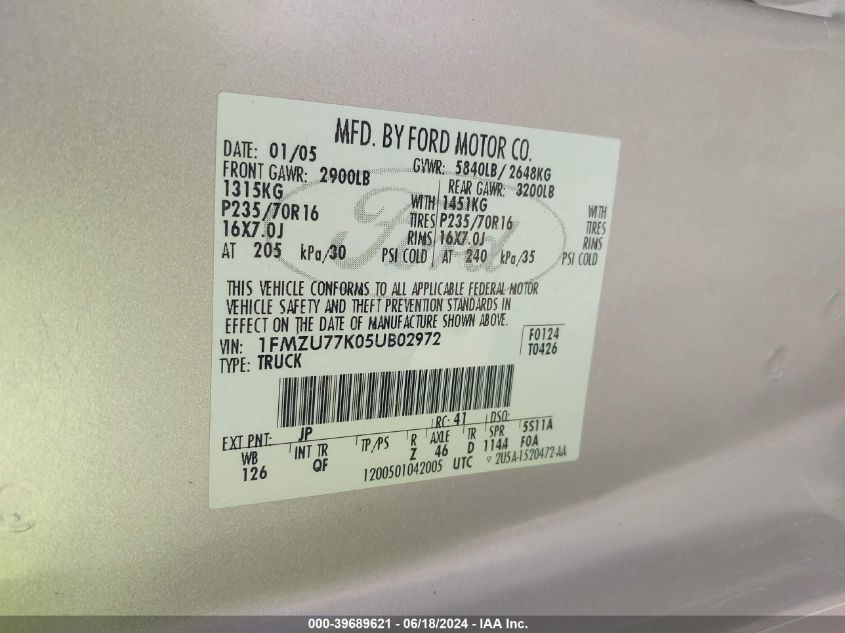 MFD. BY FORD MOTOR CO.
DATE: 01/05 GVWR: 5840LB/ 2648KG
FRONT GAWR: 2900LB REAR GAWR: 3200LB
1315KG WITH 1451KG WITH
P235/70R16 TIRES P235/70R16 TIRES
16X7.0J RIMS 16X7.0J RIMS
AT 205 kPa/30 PSI COLD AT 240 kPa/35 PSI COLD
Ford
THIS VEHICLE CONFORMS TO ALL APPLICABLE FEDERAL MOTOR
VEHICLE SAFETY AND THEFT PREVENTION STANDARDS IN
EFFECT ON THE DATE OF MANUFACTURE SHOWN ABOVE.
VIN: 1FMZU77K05UB02972 F0124
TYPE: TRUCK T0426
EXT PNT: JP RC: 41 DSO: 5S11A
WB INT TR TP/PS R AXLE TR SPR F0A
126 QF Z 46 D 1144
1200501042005 UTC 2U5A-1520472-AA
000-39689621 - 06/18/2024 - IAA Inc.